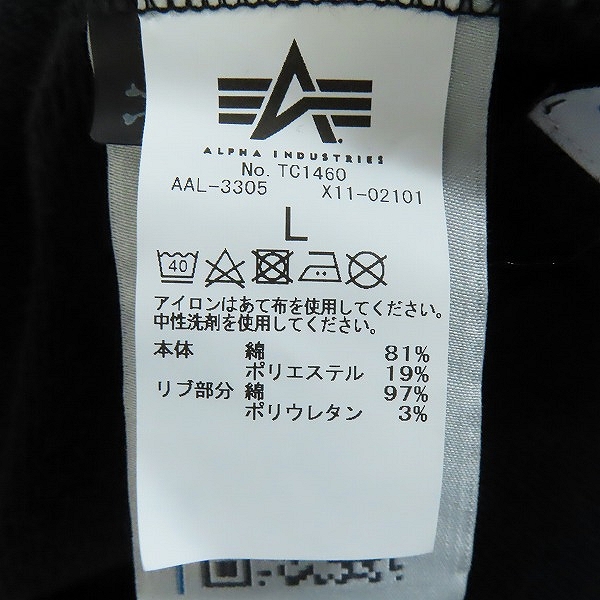 ALPHA INDUSTRIES
No. TC1460
AAL-3305 X11-02101
L
40
アイロンはあて布を使用してください。
中性洗剤を使用してください。
本体 綿 81%
ポリエステル 19%
リブ部分 綿 97%
ポリウレタン 3%